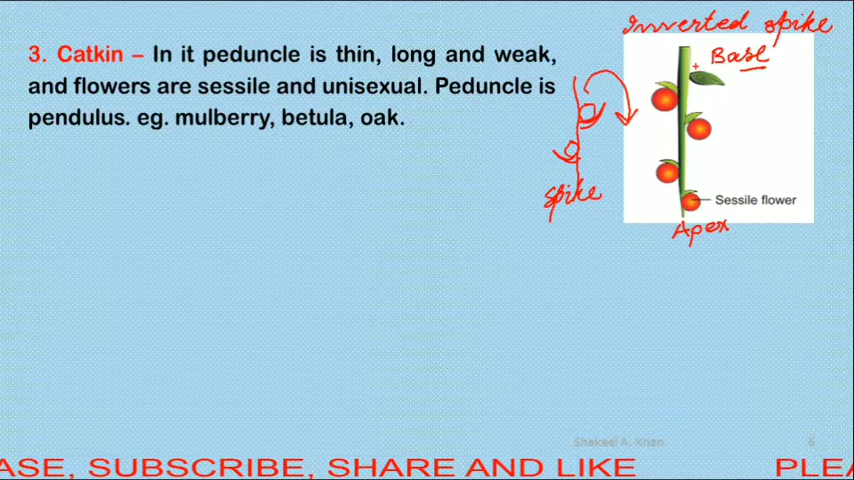 Inverted spike
3. Catkin – In it peduncle is thin, long and weak,
and flowers are sessile and unisexual. Peduncle is
pendulus. eg. mulberry, betula, oak.
+ Base
spike
Sessile flower
Apex
Shakeel A. Khan
6
ASE, SUBSCRIBE, SHARE AND LIKE PLEA